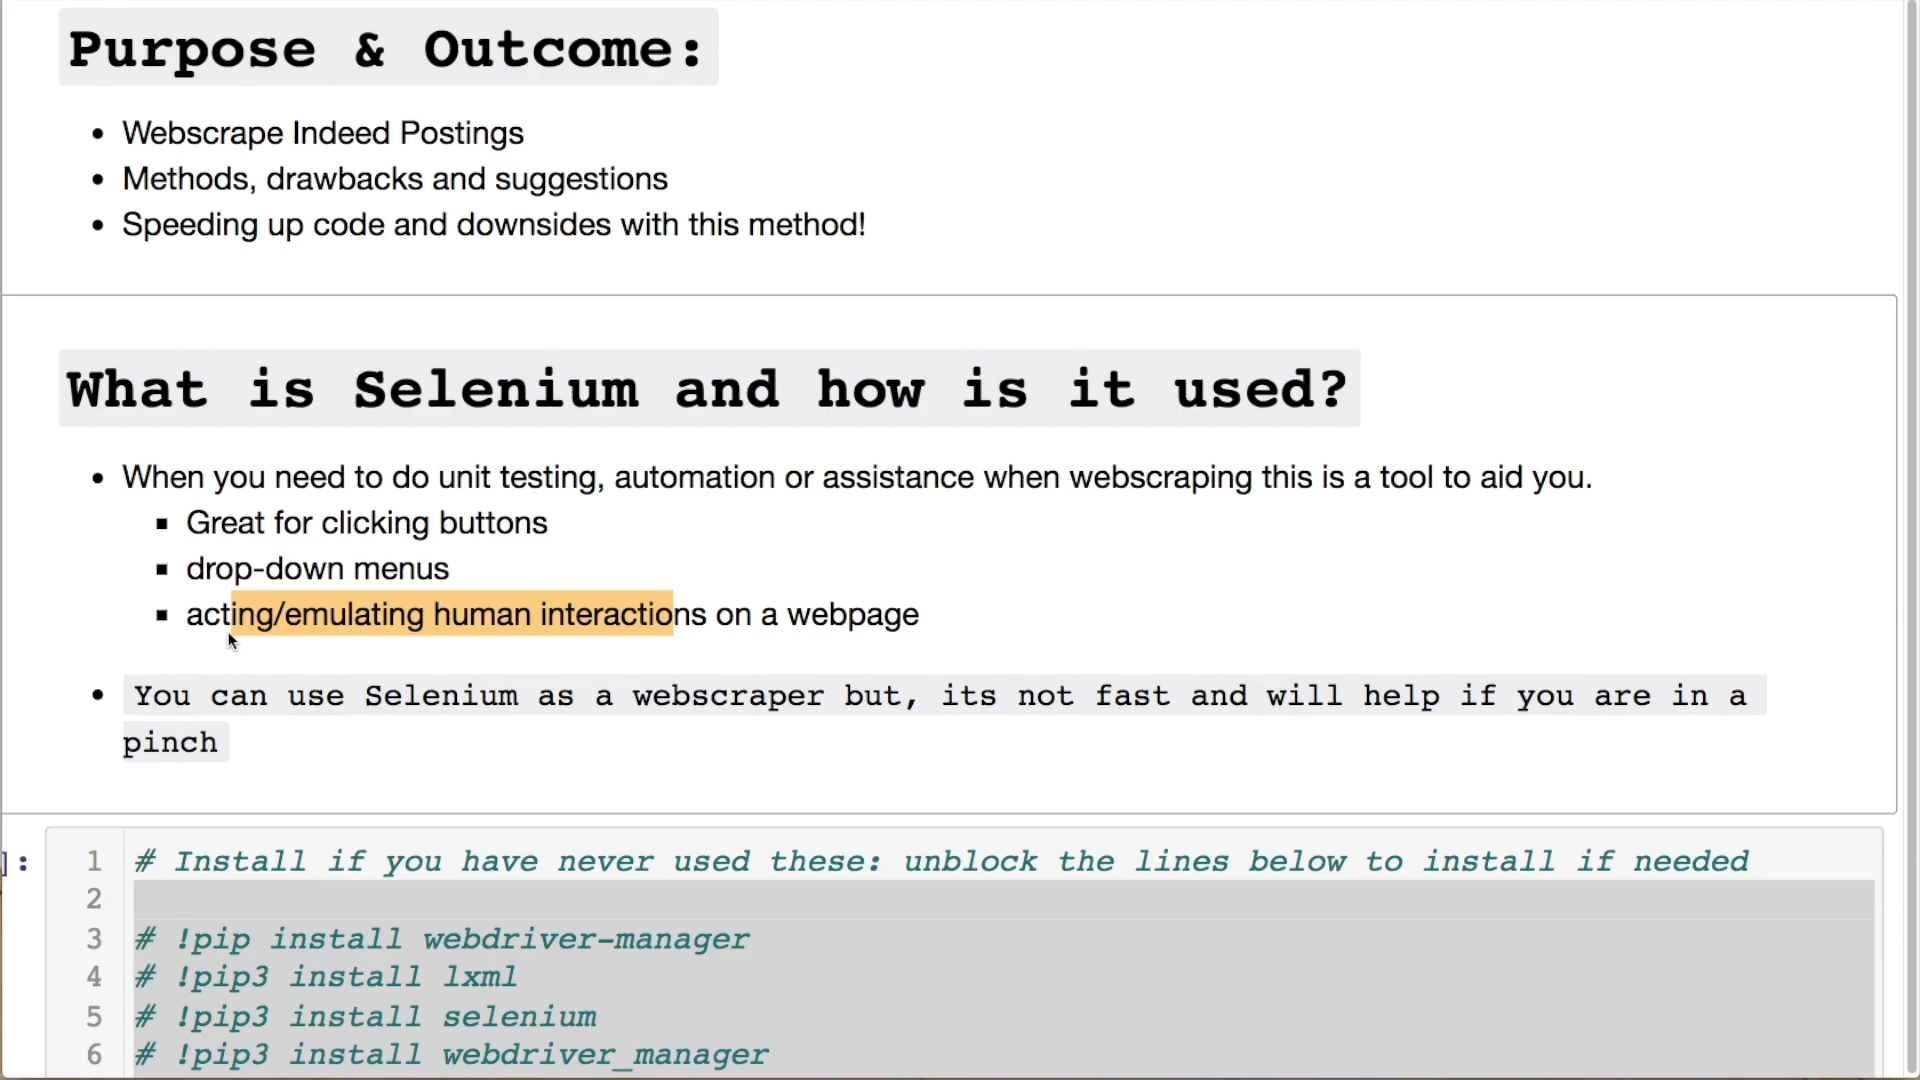 Purpose & Outcome:
Webscrape Indeed Postings
Methods, drawbacks and suggestions
Speeding up code and downsides with this method!
What is Selenium and how is it used?
When you need to do unit testing, automation or assistance when webscraping this is a tool to aid you.
Great for clicking buttons
drop-down menus
acting/emulating human interactions on a webpage
You can use Selenium as a webscraper but, its not fast and will help if you are in a
pinch
]:
1 # Install if you have never used these: unblock the lines below to install if needed
2
3 # !pip install webdriver-manager
4 # !pip3 install lxml
5 # !pip3 install selenium
6 # !pip3 install webdriver_manager